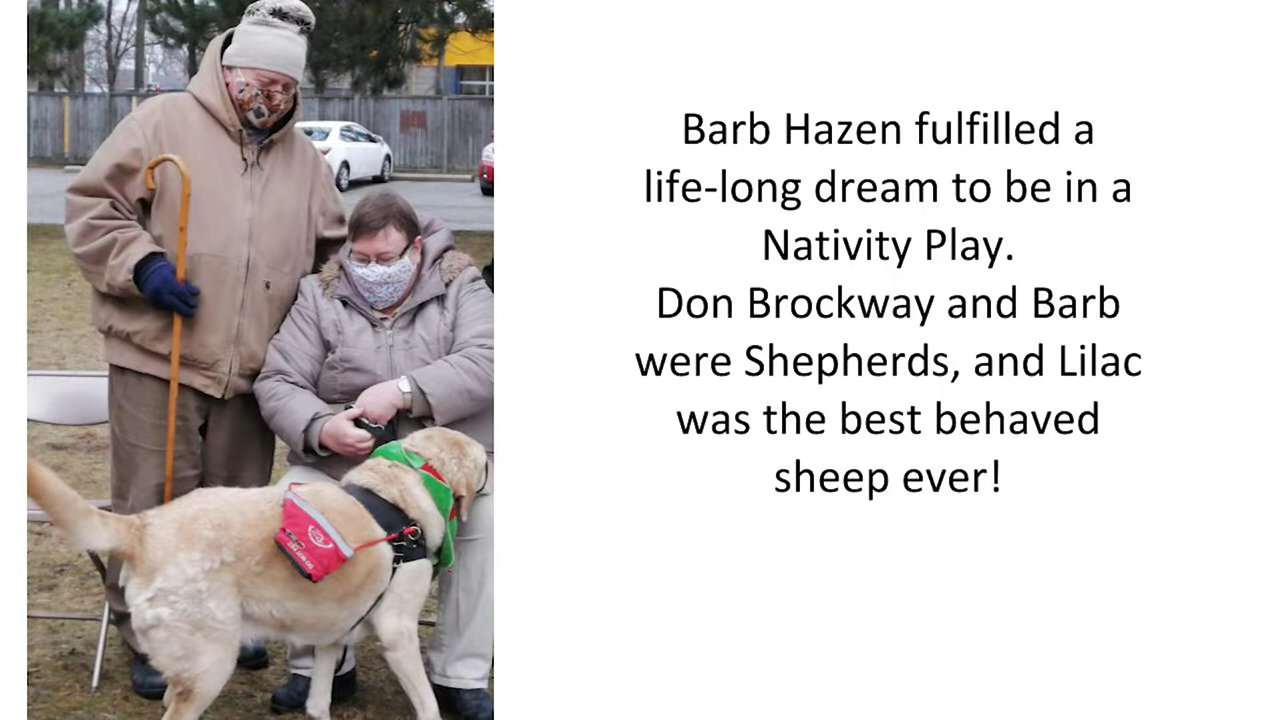 Barb Hazen fulfilled a
life-long dream to be in a
Nativity Play.
Don Brockway and Barb
were Shepherds, and Lilac
was the best behaved
sheep ever!